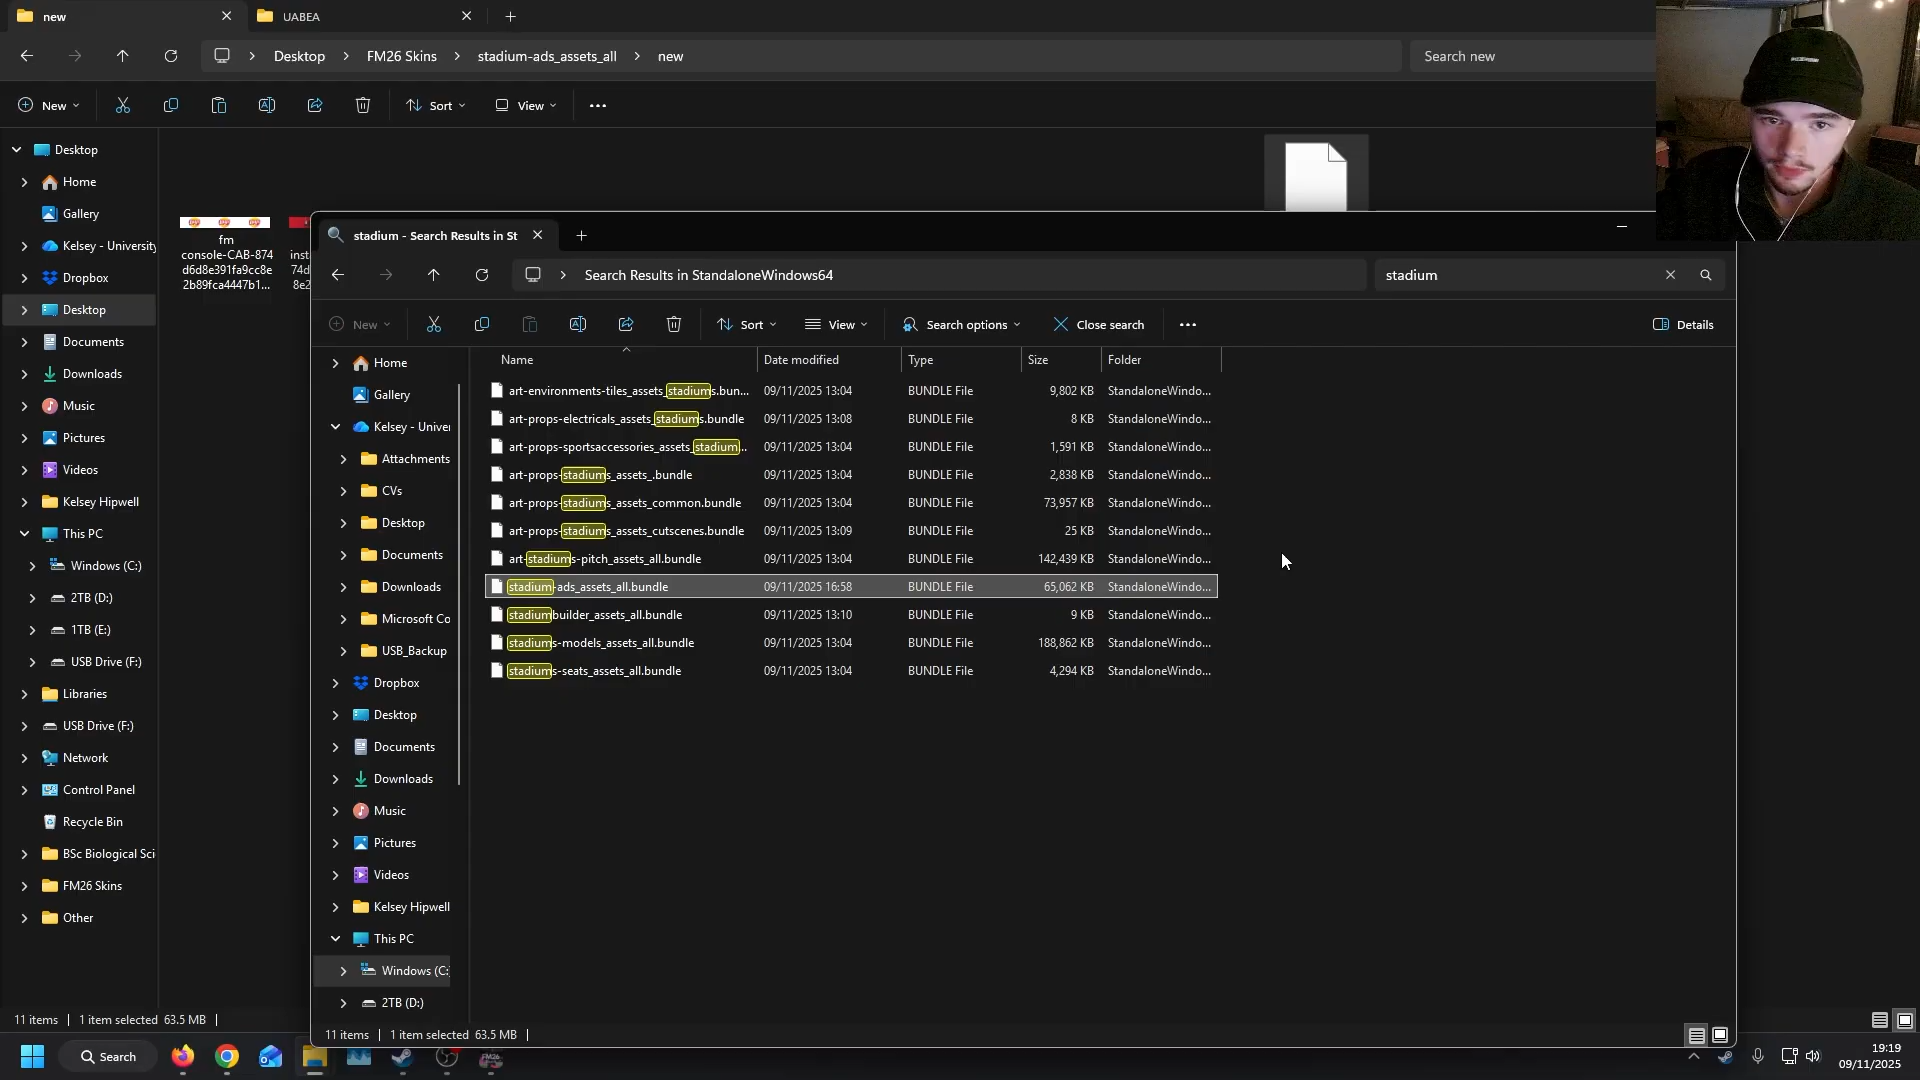 new
UABEA
Desktop
FM26 Skins
stadium-ads_assets_all
new
Search new
New
Sort
View
Desktop
Home
Gallery
Kelsey - University
Dropbox
Desktop
Documents
Downloads
Music
Pictures
Videos
Kelsey Hipwell
This PC
Windows (C:)
2TB (D:)
1TB (E:)
USB Drive (F:)
Libraries
USB Drive (F:)
Network
Control Panel
Recycle Bin
BSc Biological Sci
FM26 Skins
Other
11 items
1 item selected 63.5 MB
fm
console-CAB-874
d6d8e391fa9cc8e
2b89fca4447b1...
inst
74d
8e2
stadium - Search Results in St
Search Results in StandaloneWindows64
stadium
New
Sort
View
Search options
Close search
Details
Home
Gallery
Kelsey - Univer
Attachments
CVs
Desktop
Documents
Downloads
Microsoft Co
USB_Backup
Dropbox
Desktop
Documents
Downloads
Music
Pictures
Videos
Kelsey Hipwell
This PC
Windows (C:)
2TB (D:)
Name Date modified Type Size Folder
art-environments-tiles_assets_stadiums.bun... 09/11/2025 13:04 BUNDLE File 9,802 KB StandaloneWindo...
art-props-electricals_assets_stadiums.bundle 09/11/2025 13:08 BUNDLE File 8 KB StandaloneWindo...
art-props-sportsaccessories_assets_stadium... 09/11/2025 13:04 BUNDLE File 1,591 KB StandaloneWindo...
art-props-stadiums_assets_.bundle 09/11/2025 13:04 BUNDLE File 2,838 KB StandaloneWindo...
art-props-stadiums_assets_common.bundle 09/11/2025 13:04 BUNDLE File 73,957 KB StandaloneWindo...
art-props-stadiums_assets_cutscenes.bundle 09/11/2025 13:09 BUNDLE File 25 KB StandaloneWindo...
art-stadiums-pitch_assets_all.bundle 09/11/2025 13:04 BUNDLE File 142,439 KB StandaloneWindo...
stadium-ads_assets_all.bundle 09/11/2025 16:58 BUNDLE File 65,062 KB StandaloneWindo...
stadiumbuilder_assets_all.bundle 09/11/2025 13:10 BUNDLE File 9 KB StandaloneWindo...
stadiums-models_assets_all.bundle 09/11/2025 13:04 BUNDLE File 188,862 KB StandaloneWindo...
stadiums-seats_assets_all.bundle 09/11/2025 13:04 BUNDLE File 4,294 KB StandaloneWindo...
11 items
1 item selected 63.5 MB
Search
FM26
19:19
09/11/2025